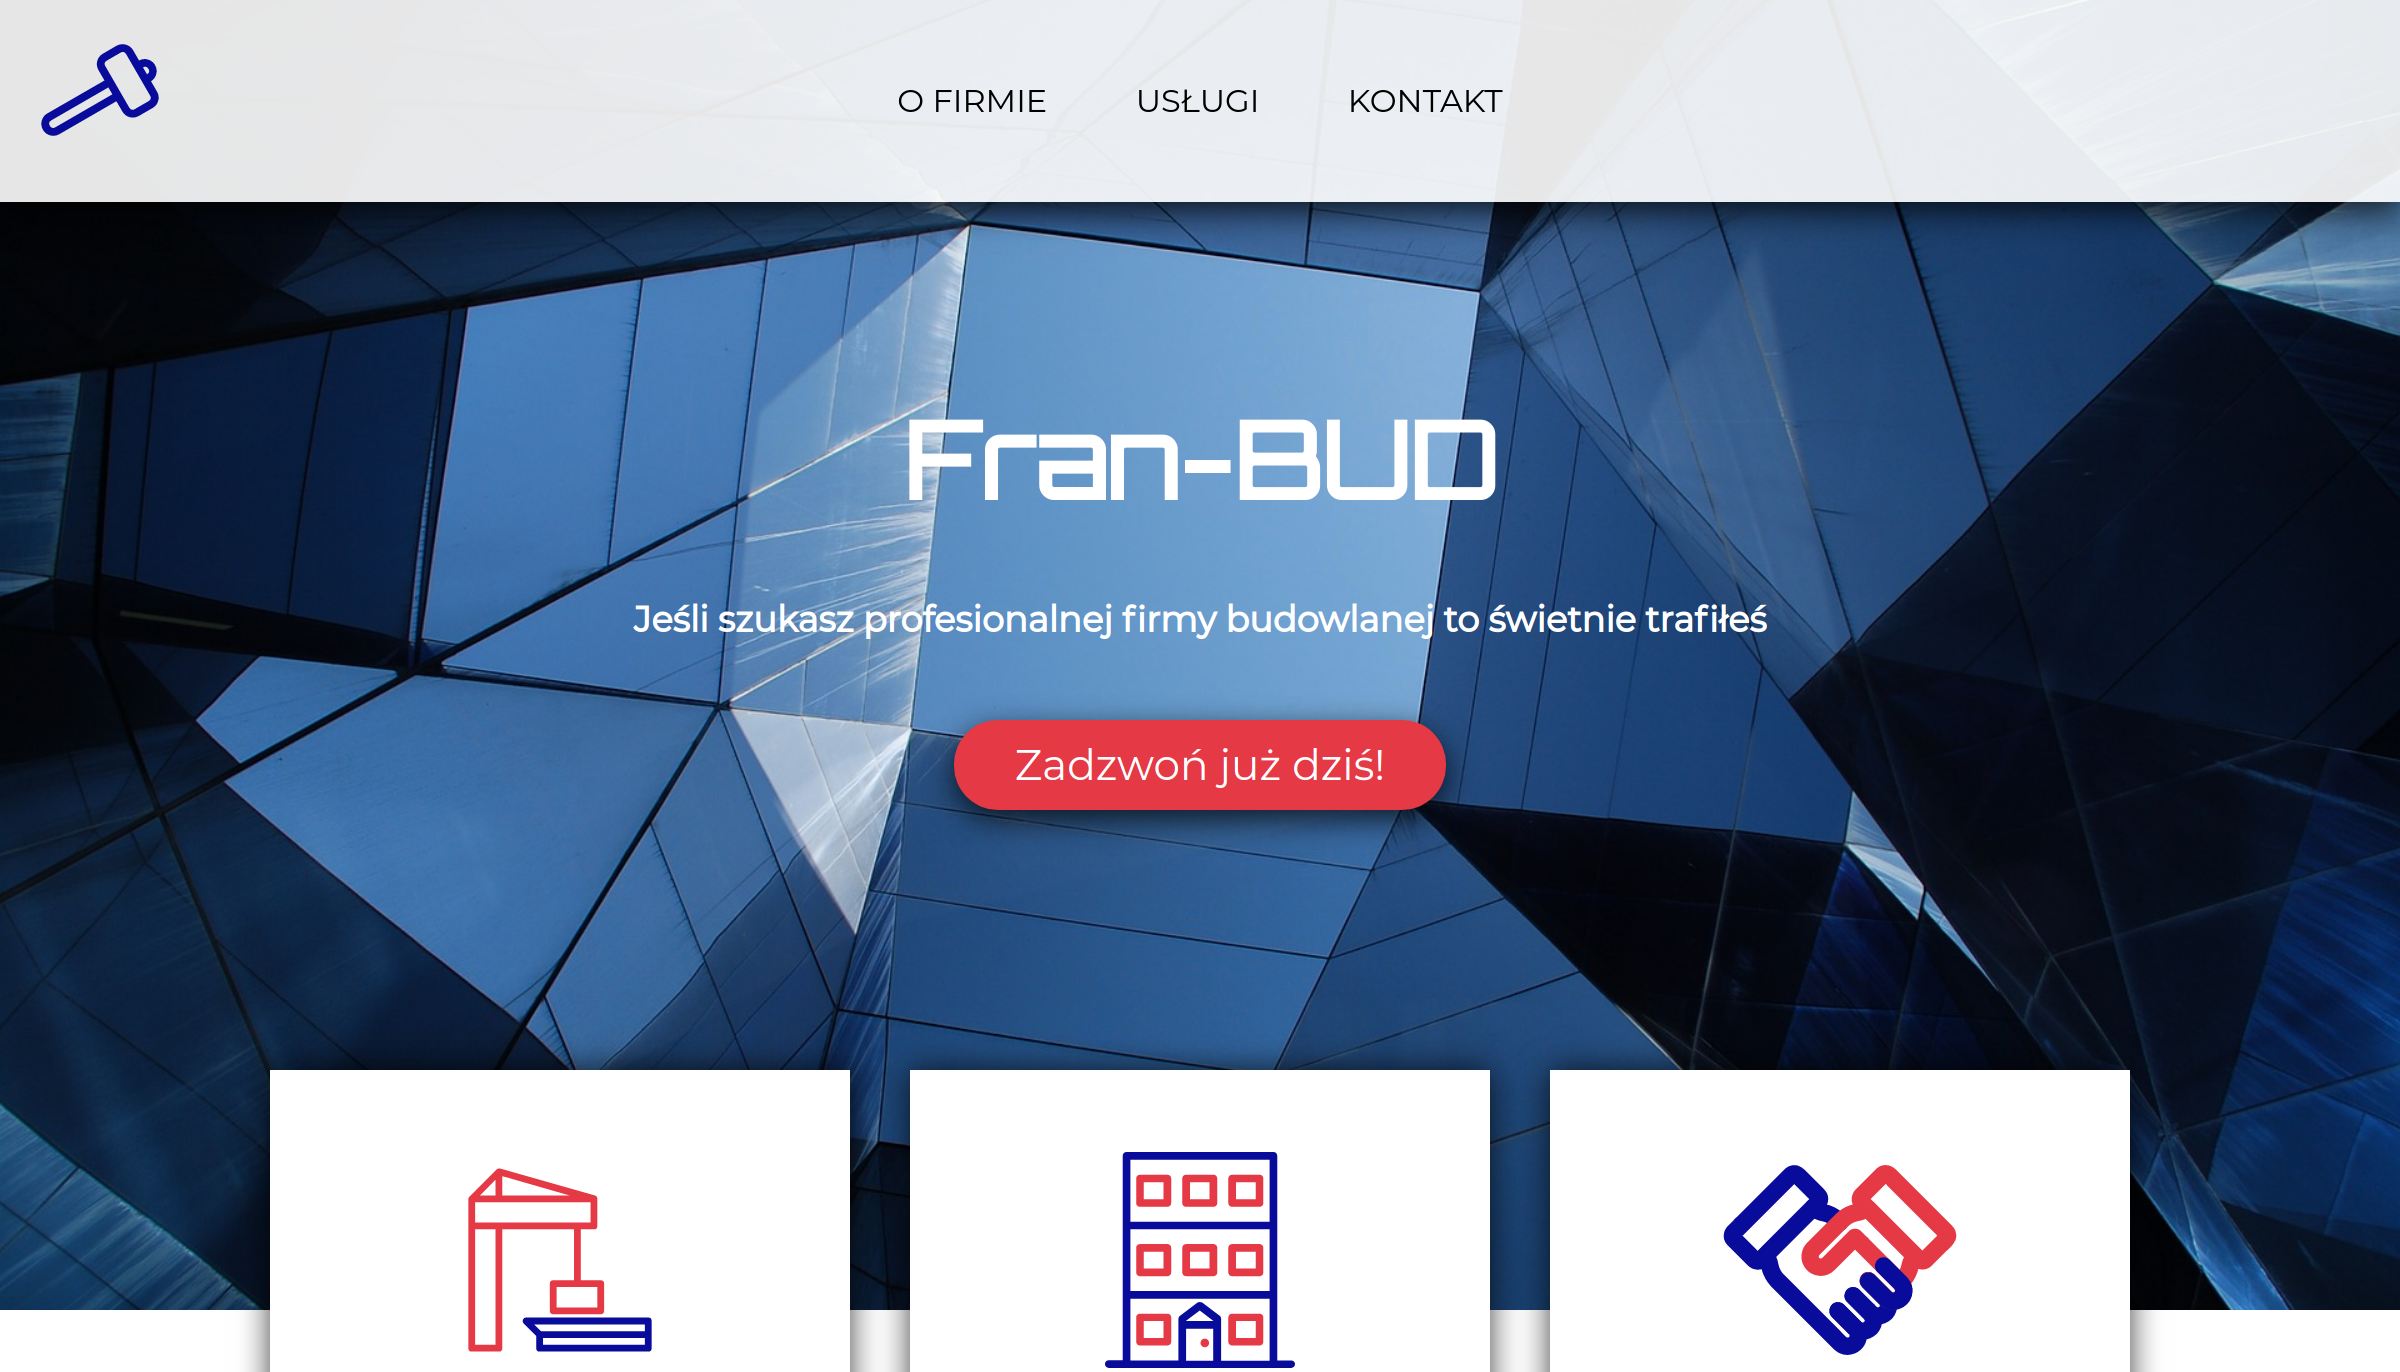 O FIRMIE
USŁUGI
KONTAKT
Fran-BUD
Jeśli szukasz profesionalnej firmy budowlanej to świetnie trafiłeś
Zadzwoń już dziś!